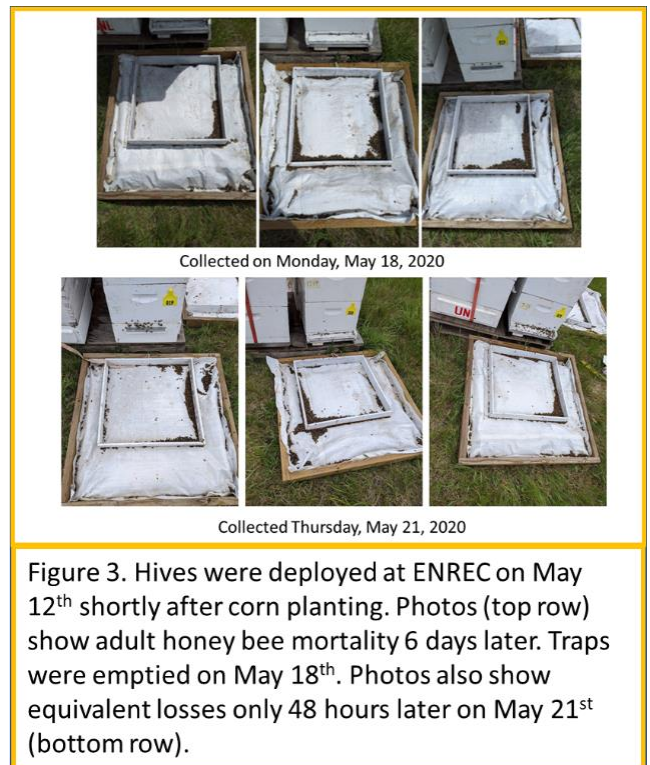 Collected on Monday, May 18, 2020
UNL
Collected Thursday, May 21, 2020
Figure 3. Hives were deployed at ENREC on May
12th shortly after corn planting. Photos (top row)
show adult honey bee mortality 6 days later. Traps
were emptied on May 18th. Photos also show
equivalent losses only 48 hours later on May 21st
(bottom row).